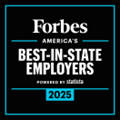 Forbes
AMERICA'S
BEST-IN-STATE
EMPLOYERS
POWERED BY statista
2025